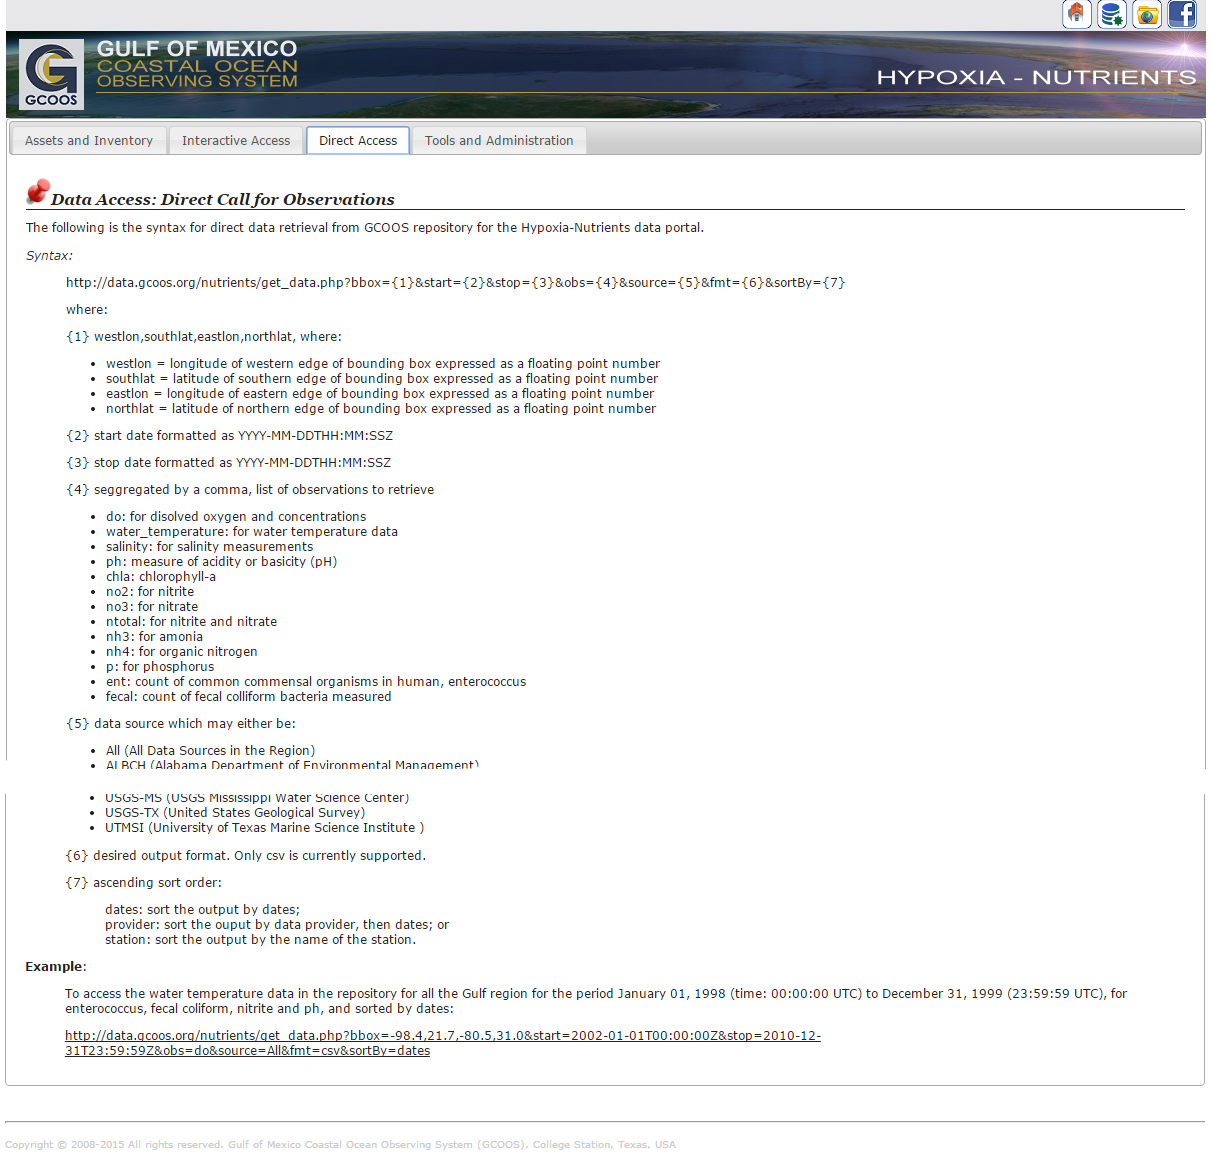 GULF OF MEXICO
COASTAL OCEAN
OBSERVING SYSTEM
GCOOS
HYPOXIA - NUTRIENTS
Assets and Inventory
Interactive Access
Direct Access
Tools and Administration
Data Access: Direct Call for Observations
The following is the syntax for direct data retrieval from GCOOS repository for the Hypoxia-Nutrients data portal.
Syntax:
http://data.gcoos.org/nutrients/get_data.php?bbox={1}&start={2}&stop={3}&obs={4}&source={5}&fmt={6}&sortBy={7}
where:
{1} westlon,southlat,eastlon,northlat, where:
• westlon = longitude of western edge of bounding box expressed as a floating point number
• southlat = latitude of southern edge of bounding box expressed as a floating point number
• eastlon = longitude of eastern edge of bounding box expressed as a floating point number
• northlat = latitude of northern edge of bounding box expressed as a floating point number
{2} start date formatted as YYYY-MM-DDTHH:MM:SSZ
{3} stop date formatted as YYYY-MM-DDTHH:MM:SSZ
{4} seggregated by a comma, list of observations to retrieve
• do: for disolved oxygen and concentrations
• water_temperature: for water temperature data
• salinity: for salinity measurements
• ph: measure of acidity or basicity (pH)
• chla: chlorophyll-a
• no2: for nitrite
• no3: for nitrate
• ntotal: for nitrite and nitrate
• nh3: for amonia
• nh4: for organic nitrogen
• p: for phosphorus
• ent: count of common commensal organisms in human, enterococcus
• fecal: count of fecal colliform bacteria measured
{5} data source which may either be:
• All (All Data Sources in the Region)
• ALBCH (Alabama Department of Environmental Management)
• USGS-MS (USGS Mississippi Water Science Center)
• USGS-TX (United States Geological Survey)
• UTMSI (University of Texas Marine Science Institute )
{6} desired output format. Only csv is currently supported.
{7} ascending sort order:
dates: sort the output by dates;
provider: sort the ouput by data provider, then dates; or
station: sort the output by the name of the station.
Example:
To access the water temperature data in the repository for all the Gulf region for the period January 01, 1998 (time: 00:00:00 UTC) to December 31, 1999 (23:59:59 UTC), for
enterococcus, fecal coliform, nitrite and ph, and sorted by dates:
http://data.gcoos.org/nutrients/get_data.php?bbox=-98.4,21.7,-80.5,31.0&start=2002-01-01T00:00:00Z&stop=2010-12-
31T23:59:59Z&obs=do&source=All&fmt=csv&sortBy=dates
Copyright © 2008-2015 All rights reserved. Gulf of Mexico Coastal Ocean Observing System (GCOOS), College Station, Texas, USA